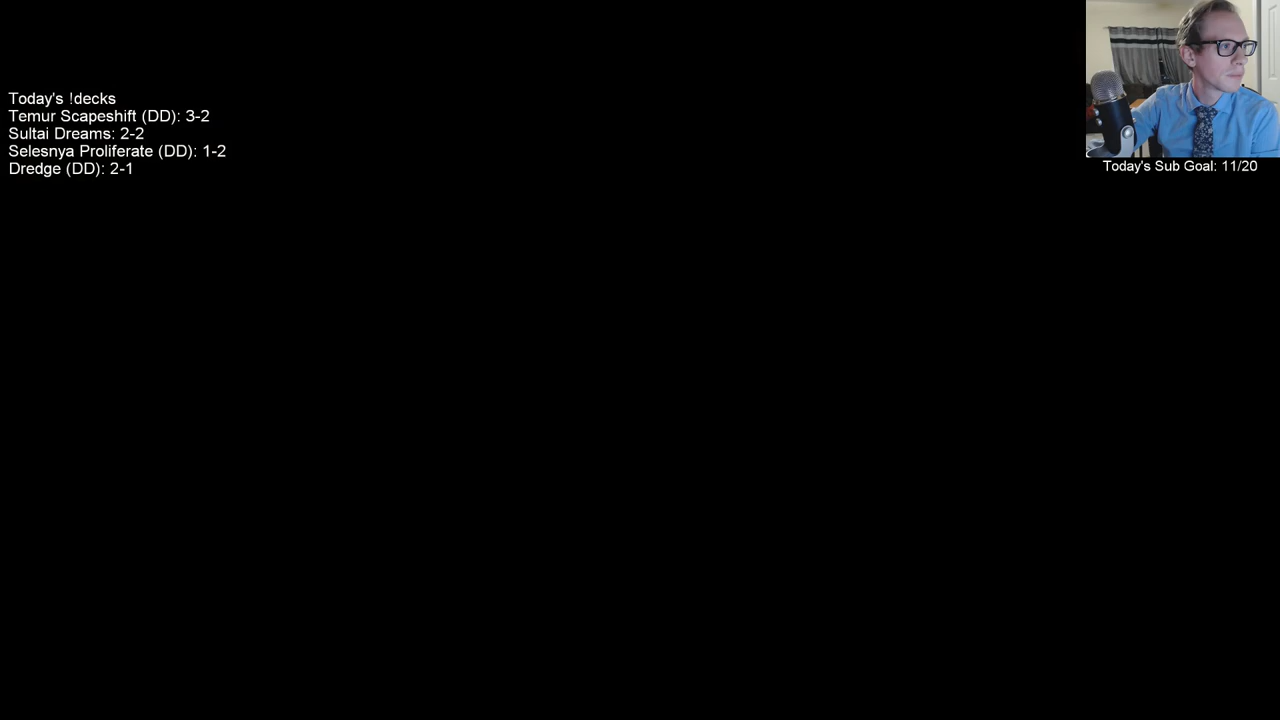 Today's !decks
Temur Scapeshift (DD): 3-2
Sultai Dreams: 2-2
Selesnya Proliferate (DD): 1-2
Dredge (DD): 2-1
Today's Sub Goal: 11/20